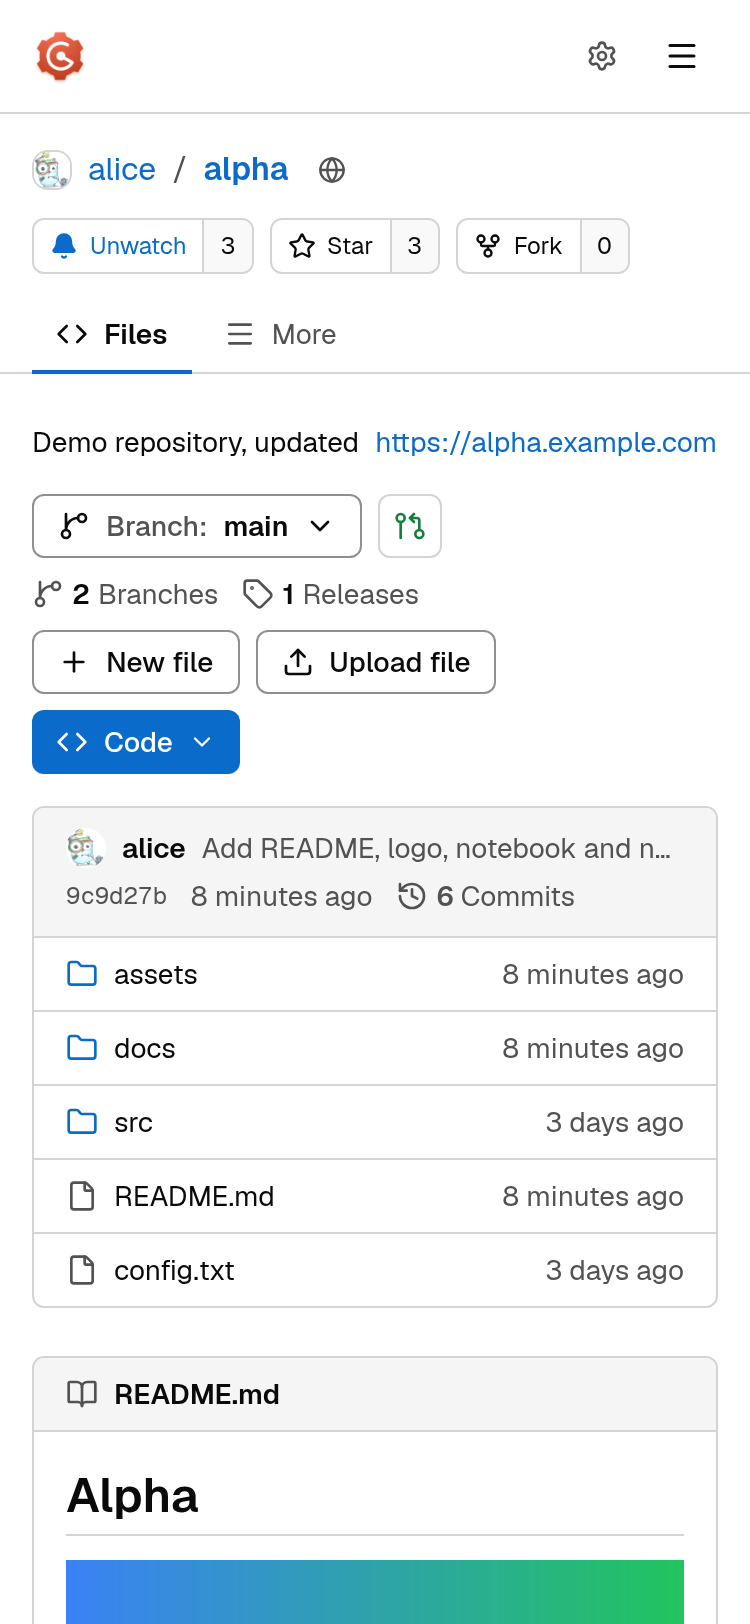 alice / alpha
Unwatch 3 Star 3 Fork 0
Files More
Demo repository, updated https://alpha.example.com
Branch: main
2 Branches 1 Releases
New file Upload file
Code
alice Add README, logo, notebook and n...
9c9d27b 8 minutes ago 6 Commits
assets 8 minutes ago
docs 8 minutes ago
src 3 days ago
README.md 8 minutes ago
config.txt 3 days ago
README.md
Alpha